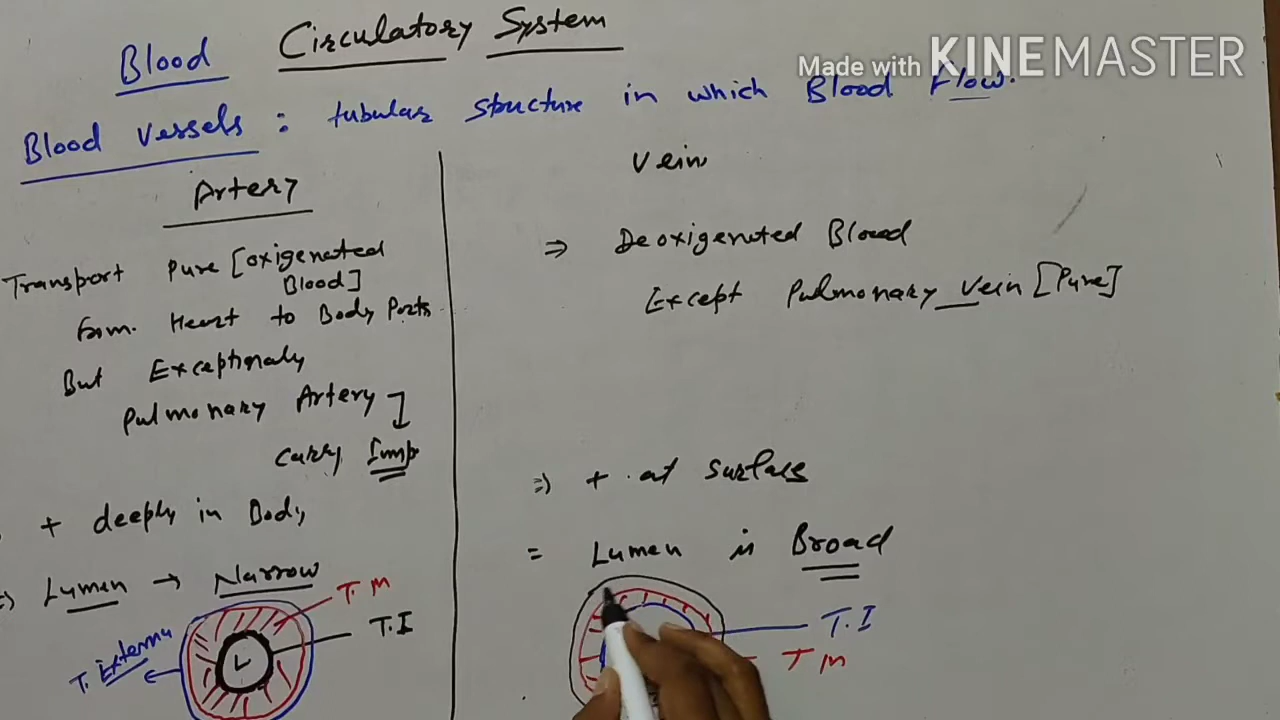 Blood Circulatory System
Made with KINEMASTER
Blood Vessels : tubular structure in which Blood Flow.
Artery
Transport Pure [oxigenated
Blood]
from. Heart to Body Parts
But Exceptionaly
Pulmonary Artery
Carry Imp
+ deeply in Body
⇒ Lumen → Narrow
T. M
T. I
T. Externa
L
Vein
⇒ Deoxigenated Blood
Except Pulmonary Vein [Pure]
⇒ + at Surface
= Lumen is Broad
T. I
T M